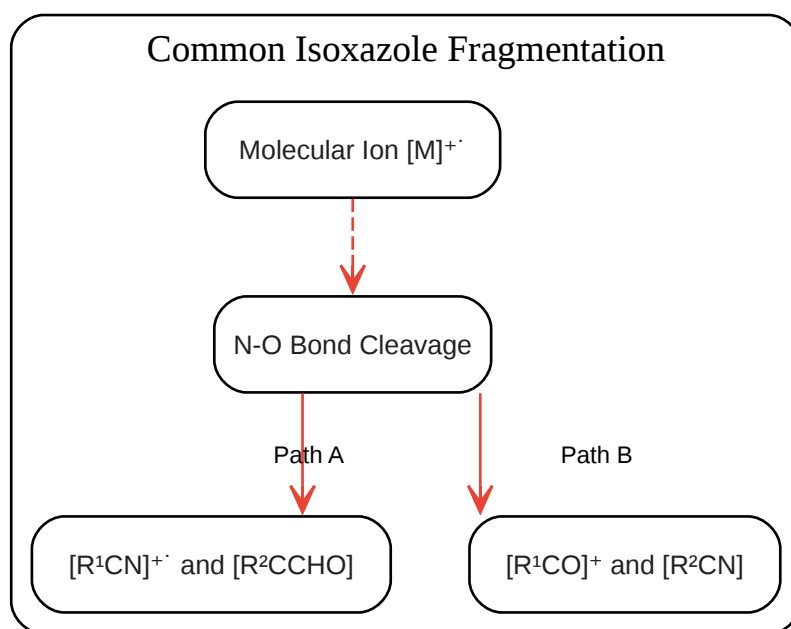 Common Isoxazole Fragmentation
Molecular Ion [M]⁺˙
N-O Bond Cleavage
Path A
Path B
[R¹CN]⁺˙ and [R²CCHO]
[R¹CO]⁺ and [R²CN]